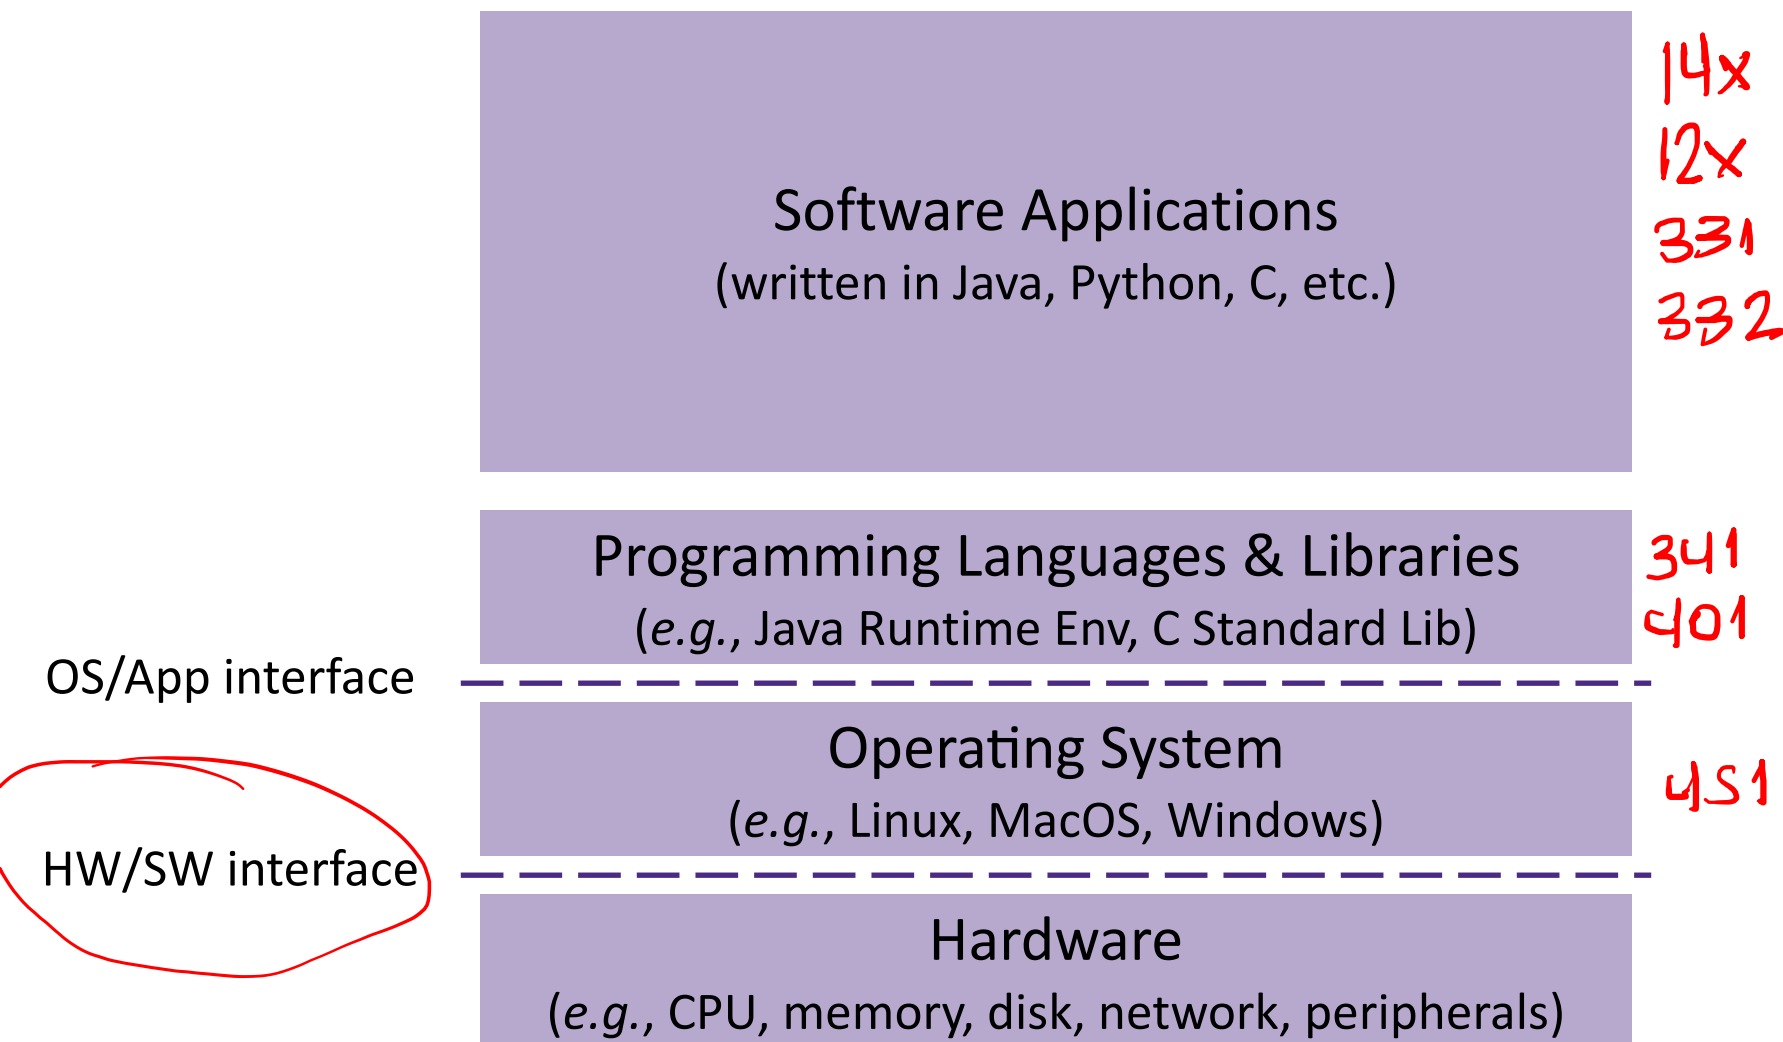 14x
12x
Software Applications
331
(written in Java, Python, C, etc.)
332
Programming Languages & Libraries
341
(e.g., Java Runtime Env, C Standard Lib)
401
OS/App interface
Operating System
451
(e.g., Linux, MacOS, Windows)
HW/SW interface
Hardware
(e.g., CPU, memory, disk, network, peripherals)